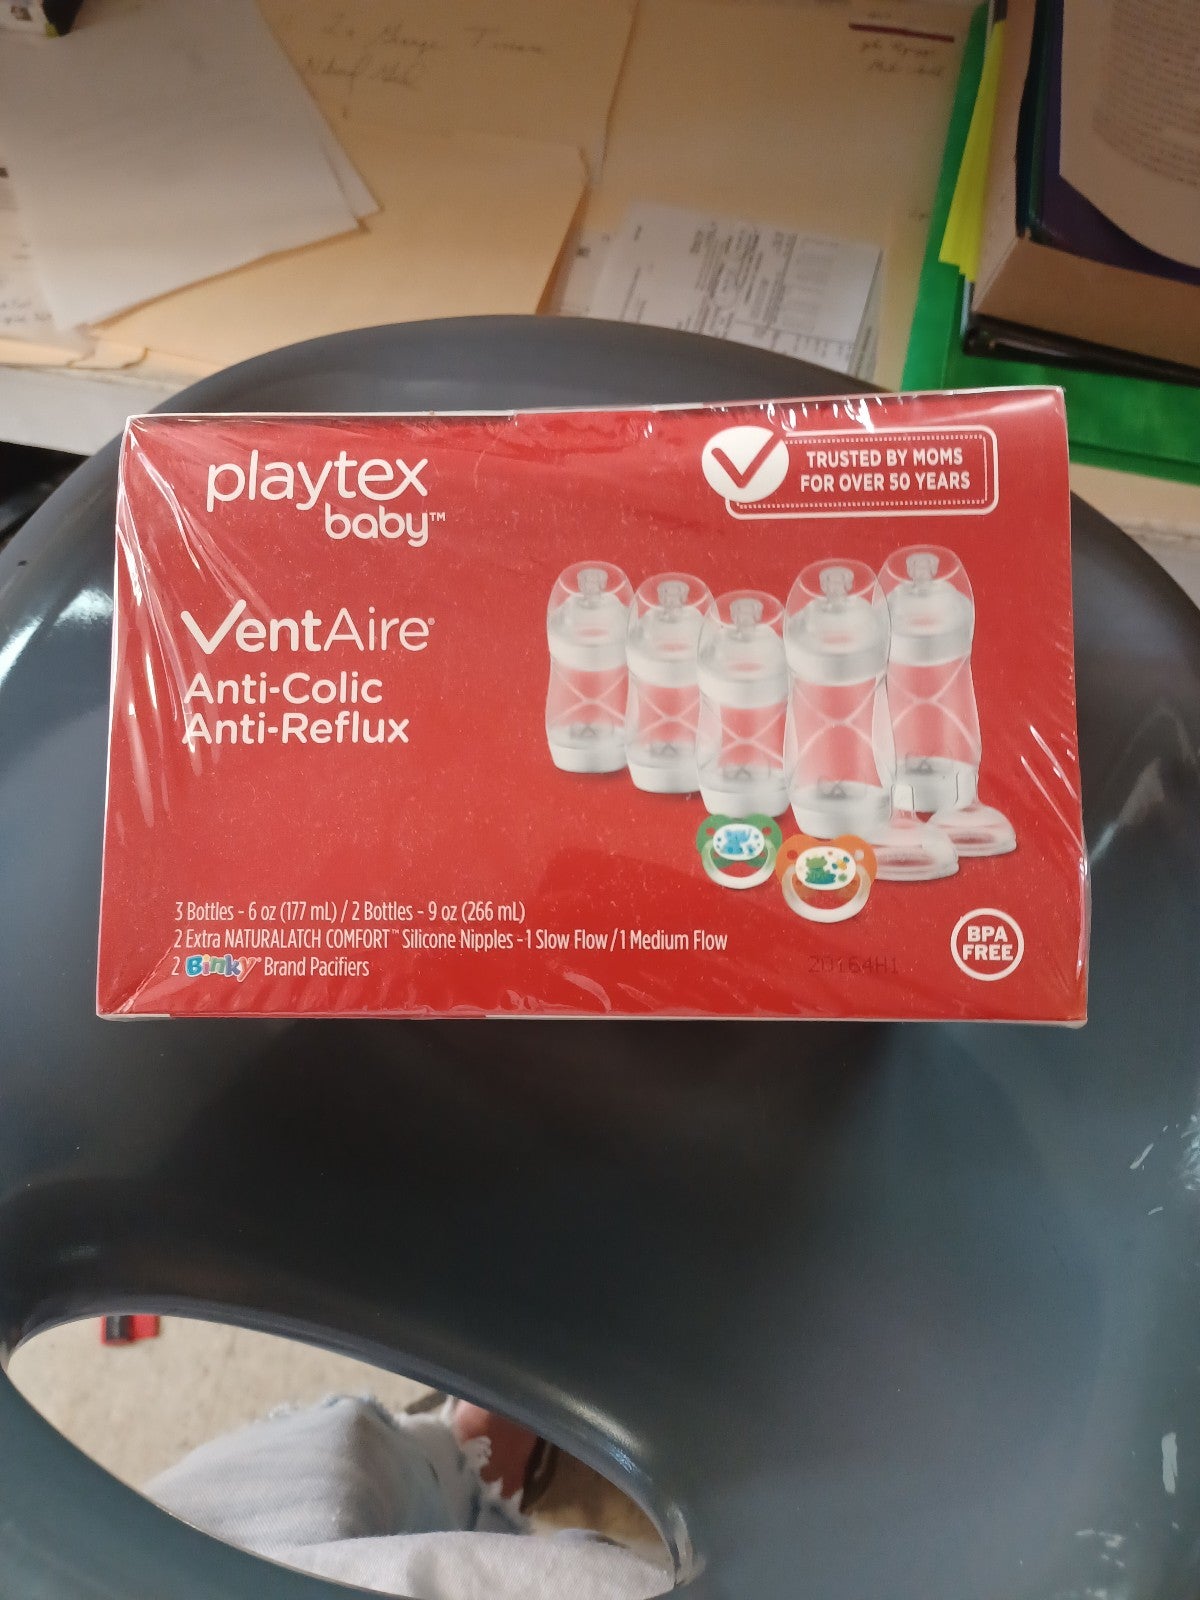 playtex
baby™
TRUSTED BY MOMS
FOR OVER 50 YEARS
VentAire®
Anti-Colic
Anti-Reflux
3 Bottles - 6 oz (177 mL) / 2 Bottles - 9 oz (266 mL)
2 Extra NATURALATCH COMFORT™ Silicone Nipples - 1 Slow Flow / 1 Medium Flow
2 Binky® Brand Pacifiers
20164H1
BPA
FREE